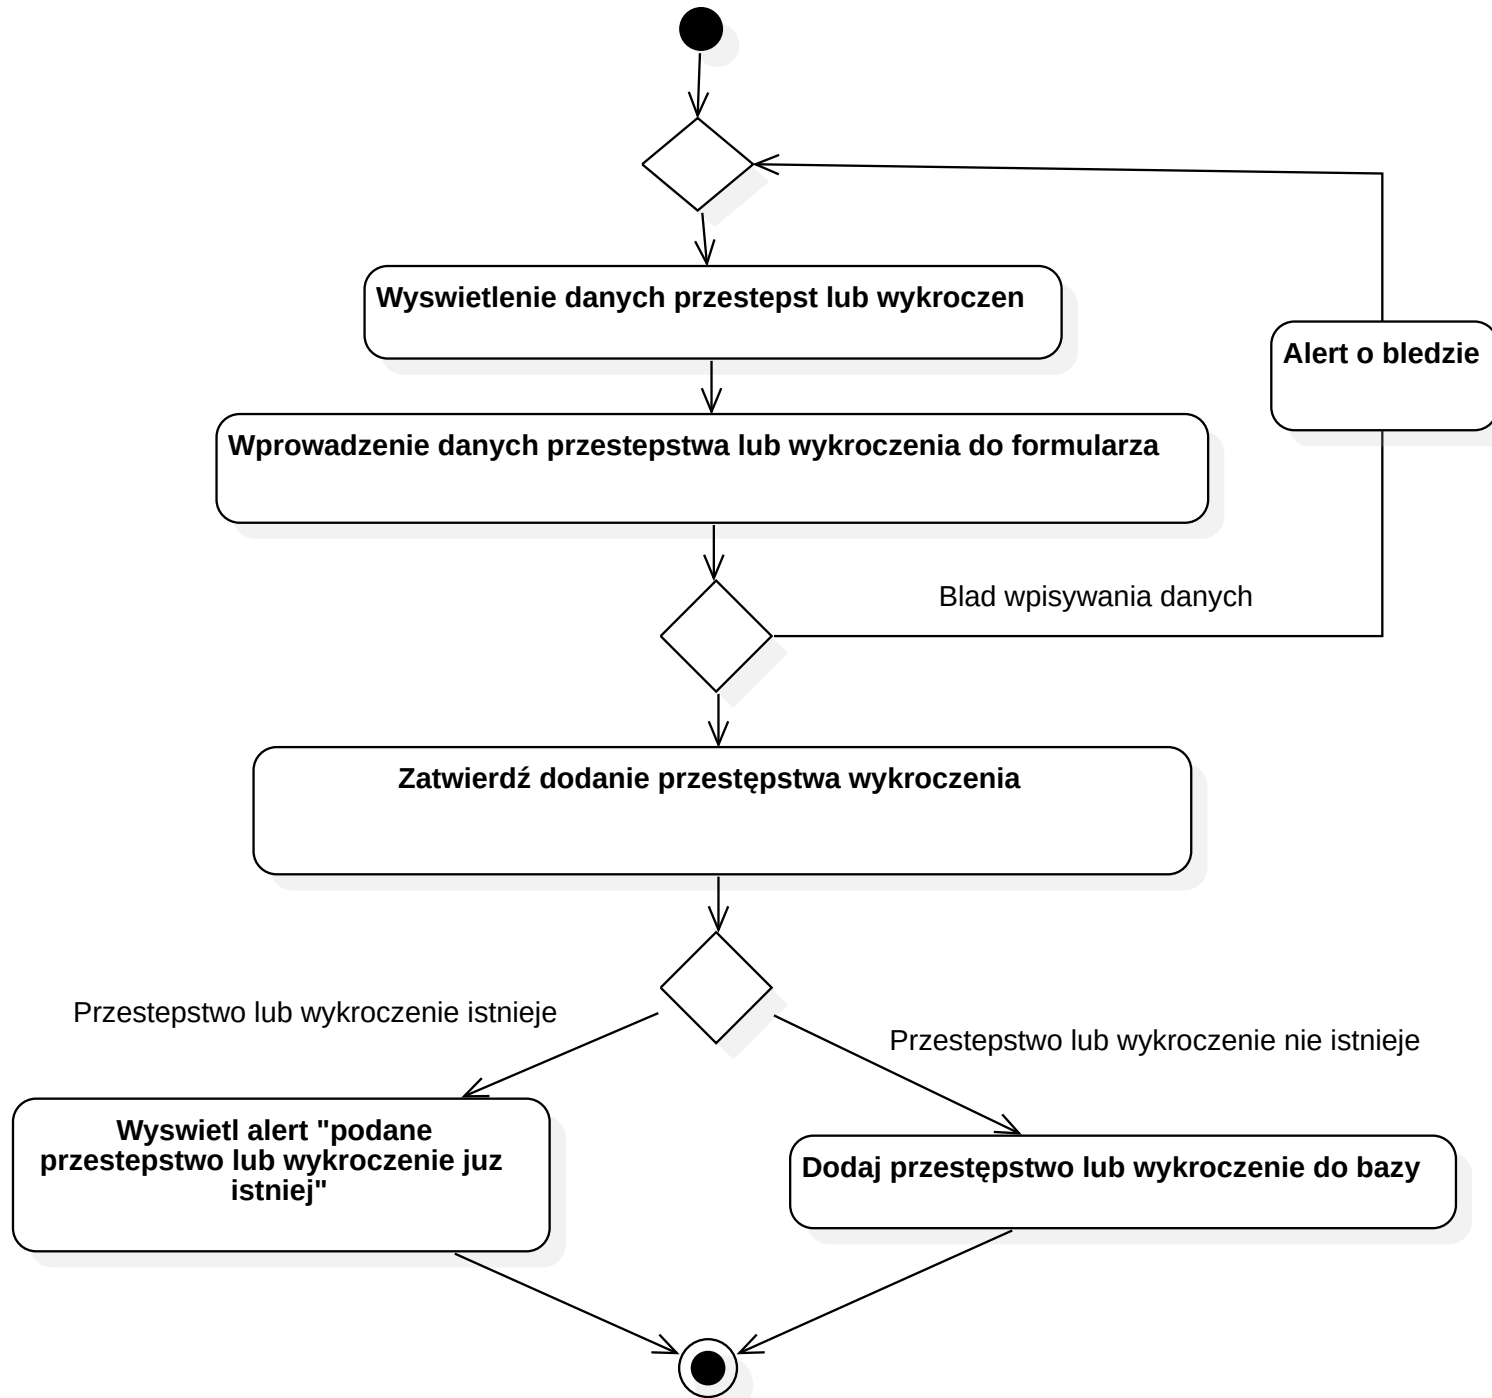 Wyswietlenie danych przestepst lub wykroczen
Alert o bledzie
Wprowadzenie danych przestepstwa lub wykroczenia do formularza
Blad wpisywania danych
Zatwierdź dodanie przestępstwa wykroczenia
Przestepstwo lub wykroczenie istnieje
Przestepstwo lub wykroczenie nie istnieje
Wyswietl alert "podane
przestepstwo lub wykroczenie juz
istniej"
Dodaj przestępstwo lub wykroczenie do bazy